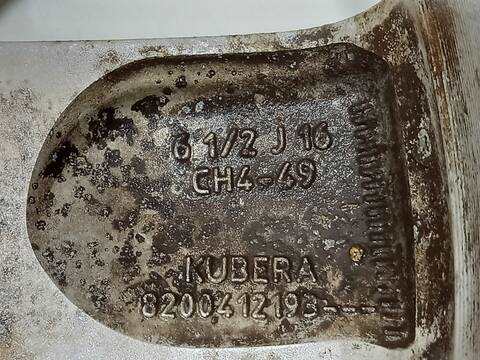 6 1/2 J 16
CH4-49
KUBERA
8200412193---